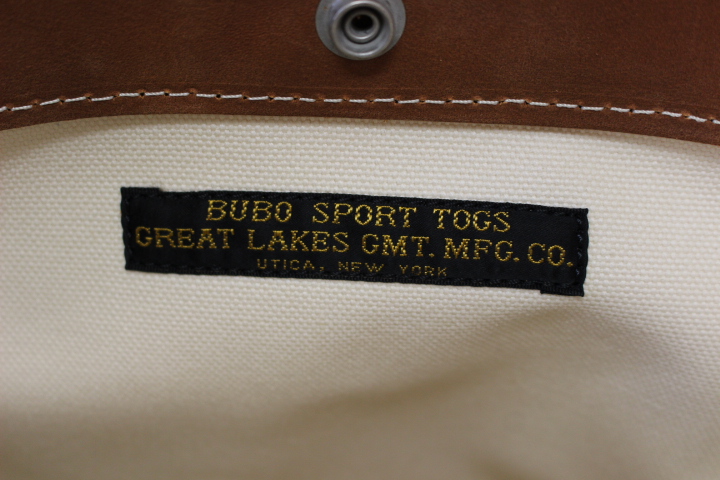 BUBO SPORT TOGS
GREAT LAKES GMT. MFG. CO.
UTICA, NEW YORK